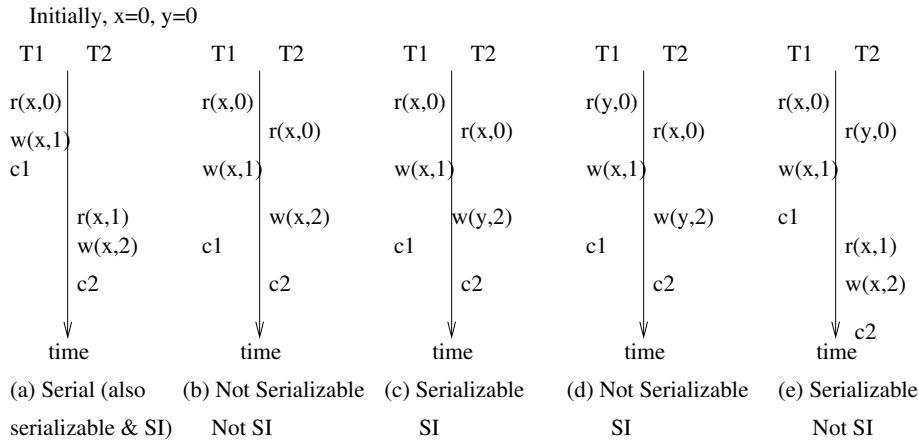 Initially, x=0, y=0
T1 T2 T1 T2 T1 T2 T1 T2 T1 T2
r(x,0) r(x,0) r(x,0) r(y,0) r(x,0)
w(x,1) r(x,0) r(x,0) r(x,0) r(y,0)
c1 w(x,1) w(x,1) w(x,1) w(x,1)
r(x,1) w(x,2) w(y,2) w(y,2) c1
w(x,2) c1 c1 c1 r(x,1)
c2 c2 c2 c2 w(x,2)
c2
time time time time time
(a) Serial (also (b) Not Serializable (c) Serializable (d) Not Serializable (e) Serializable
serializable & SI) Not SI SI SI Not SI